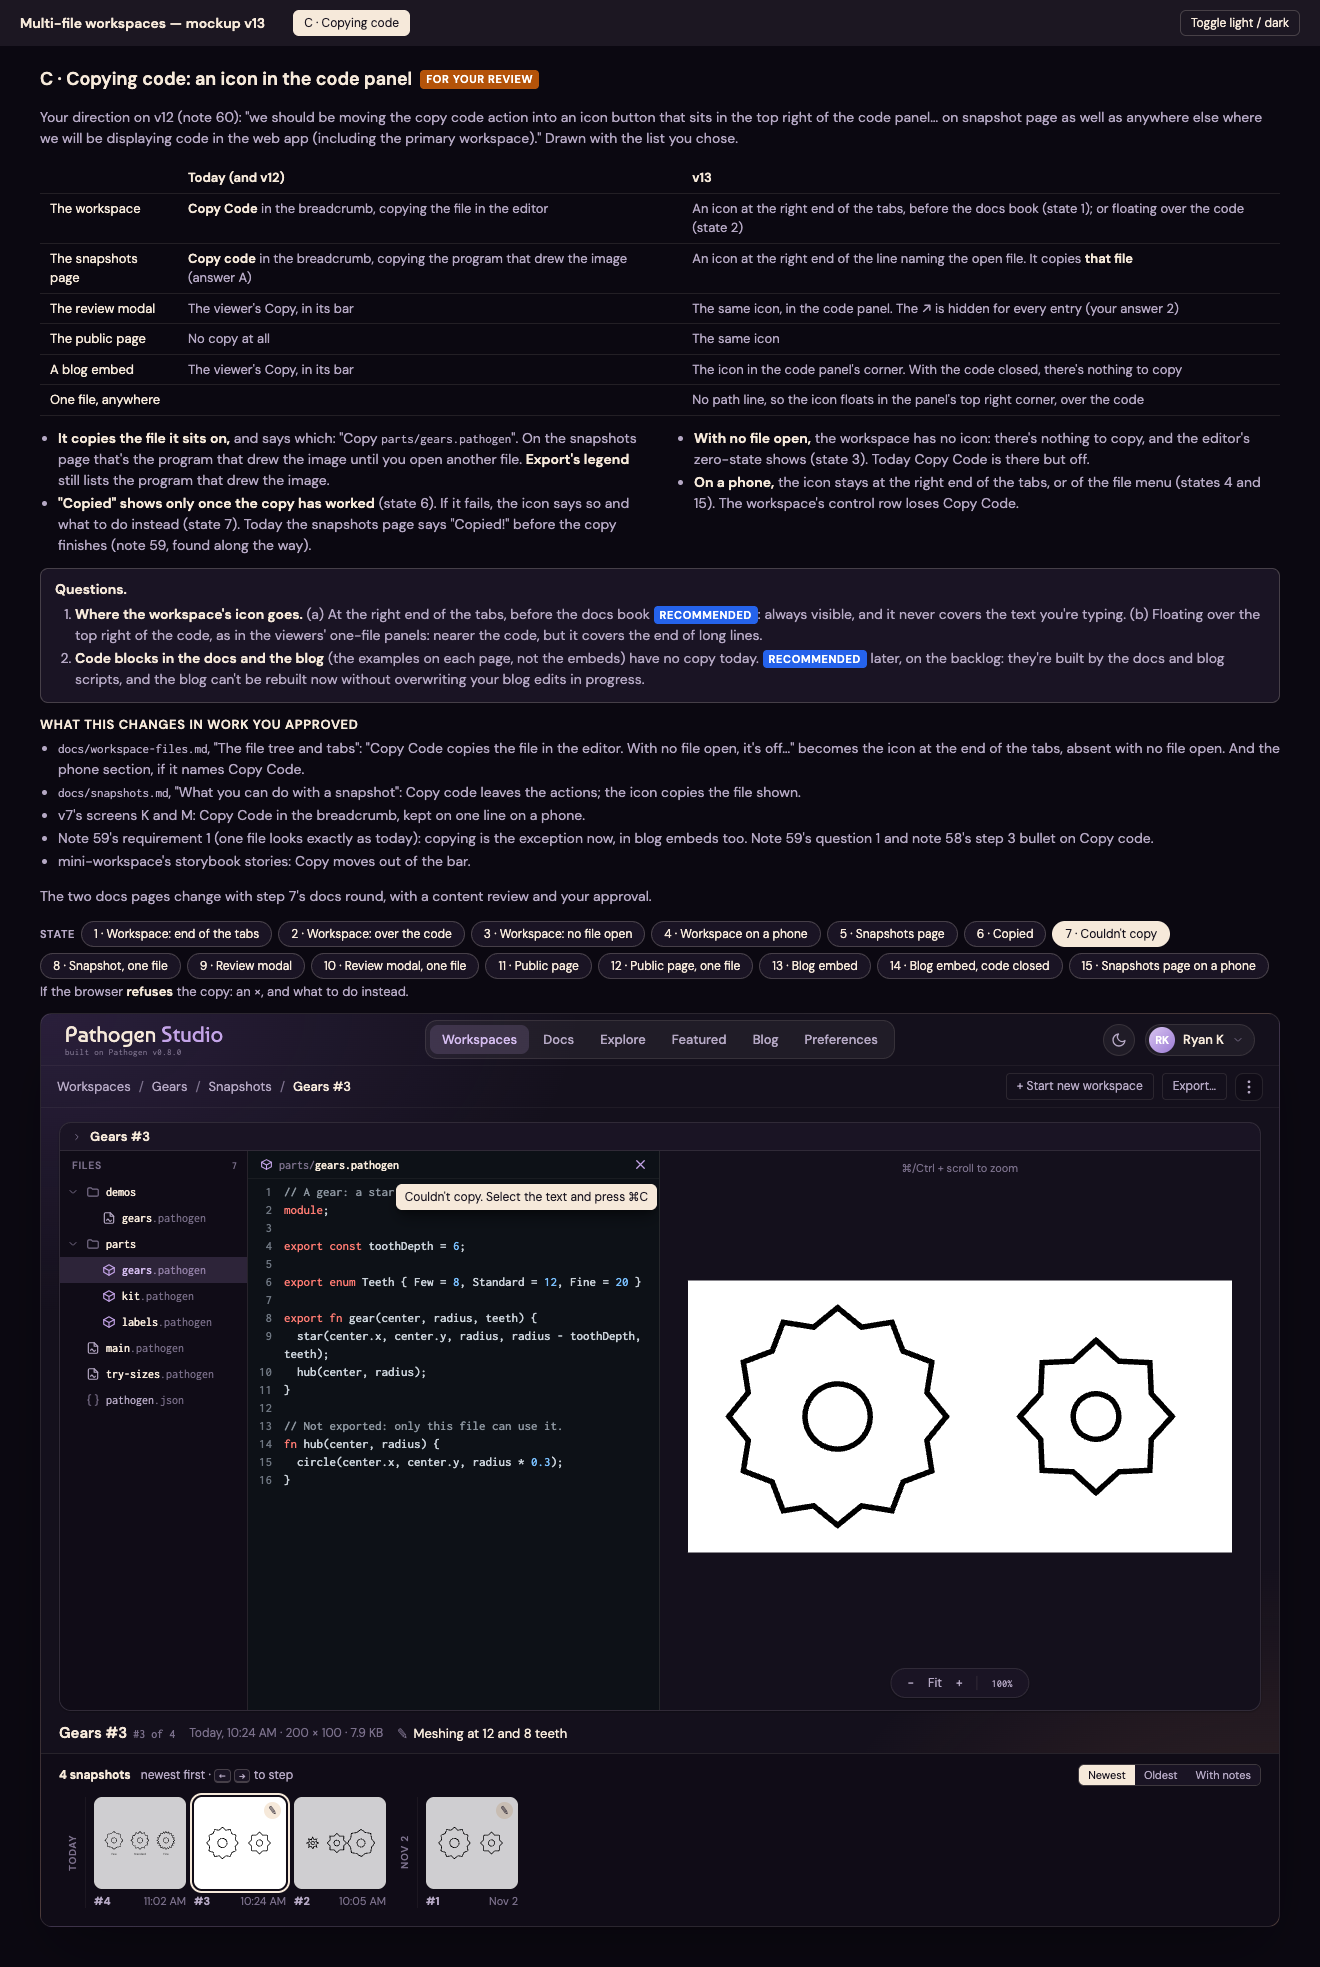 Multi-file workspaces — mockup v13
C · Copying code
Toggle light / dark
C · Copying code: an icon in the code panel
FOR YOUR REVIEW
Your direction on v12 (note 60): "we should be moving the copy code action into an icon button that sits in the top right of the code panel... on snapshot page as well as anywhere else where
we will be displaying code in the web app (including the primary workspace)." Drawn with the list you chose.
Today (and v12)
v13
The workspace
Copy Code in the breadcrumb, copying the file in the editor
An icon at the right end of the tabs, before the docs book (state 1); or floating over the code
(state 2)
The snapshots
page
Copy code in the breadcrumb, copying the program that drew the image
(answer A)
An icon at the right end of the line naming the open file. It copies that file
The review modal
The viewer's Copy, in its bar
The same icon, in the code panel. The ↗ is hidden for every entry (your answer 2)
The public page
No copy at all
The same icon
A blog embed
The viewer's Copy, in its bar
The icon in the code panel's corner. With the code closed, there's nothing to copy
One file, anywhere
No path line, so the icon floats in the panel's top right corner, over the code
• It copies the file it sits on, and says which: "Copy parts/gears.pathogen". On the snapshots
page that's the program that drew the image until you open another file. Export's legend
still lists the program that drew the image.
• "Copied" shows only once the copy has worked (state 6). If it fails, the icon says so and
what to do instead (state 7). Today the snapshots page says "Copied!" before the copy
finishes (note 59, found along the way).
• With no file open, the workspace has no icon: there's nothing to copy, and the editor's
zero-state shows (state 3). Today Copy Code is there but off.
• On a phone, the icon stays at the right end of the tabs, or of the file menu (states 4 and
15). The workspace's control row loses Copy Code.
Questions.
1. Where the workspace's icon goes. (a) At the right end of the tabs, before the docs book RECOMMENDED: always visible, and it never covers the text you're typing. (b) Floating over the
top right of the code, as in the viewers' one-file panels: nearer the code, but it covers the end of long lines.
2. Code blocks in the docs and the blog (the examples on each page, not the embeds) have no copy today. RECOMMENDED later, on the backlog: they're built by the docs and blog
scripts, and the blog can't be rebuilt now without overwriting your blog edits in progress.
WHAT THIS CHANGES IN WORK YOU APPROVED
• docs/workspace-files.md, "The file tree and tabs": "Copy Code copies the file in the editor. With no file open, it's off..." becomes the icon at the end of the tabs, absent with no file open. And the
phone section, if it names Copy Code.
• docs/snapshots.md, "What you can do with a snapshot": Copy code leaves the actions; the icon copies the file shown.
• v7's screens K and M: Copy Code in the breadcrumb, kept on one line on a phone.
• Note 59's requirement 1 (one file looks exactly as today): copying is the exception now, in blog embeds too. Note 59's question 1 and note 58's step 3 bullet on Copy code.
• mini-workspace's storybook stories: Copy moves out of the bar.
The two docs pages change with step 7's docs round, with a content review and your approval.
STATE
1 · Workspace: end of the tabs
2 · Workspace: over the code
3 · Workspace: no file open
4 · Workspace on a phone
5 · Snapshots page
6 · Copied
7 · Couldn't copy
8 · Snapshot, one file
9 · Review modal
10 · Review modal, one file
11 · Public page
12 · Public page, one file
13 · Blog embed
14 · Blog embed, code closed
15 · Snapshots page on a phone
If the browser refuses the copy: an ×, and what to do instead.
Pathogen Studio
built on Pathogen v0.8.0
Workspaces
Docs
Explore
Featured
Blog
Preferences
RK
Ryan K
Workspaces / Gears / Snapshots / Gears #3
+ Start new workspace
Export...
Gears #3
FILES
7
demos
gears.pathogen
parts
gears.pathogen
kit.pathogen
labels.pathogen
main.pathogen
try-sizes.pathogen
{} pathogen.json
parts/gears.pathogen
1 // A gear: a star
Couldn't copy. Select the text and press ⌘C
2 module;
3
4 export const toothDepth = 6;
5
6 export enum Teeth { Few = 8, Standard = 12, Fine = 20 }
7
8 export fn gear(center, radius, teeth) {
9 star(center.x, center.y, radius, radius - toothDepth,
teeth);
10 hub(center, radius);
11 }
12
13 // Not exported: only this file can use it.
14 fn hub(center, radius) {
15 circle(center.x, center.y, radius * 0.3);
16 }
⌘/Ctrl + scroll to zoom
− Fit + 100%
Gears #3 #3 of 4 Today, 10:24 AM · 200 × 100 · 7.9 KB ✎ Meshing at 12 and 8 teeth
4 snapshots newest first · ← → to step
Newest
Oldest
With notes
TODAY
#4 11:02 AM
#3 10:24 AM
#2 10:05 AM
NOV 2
#1 Nov 2